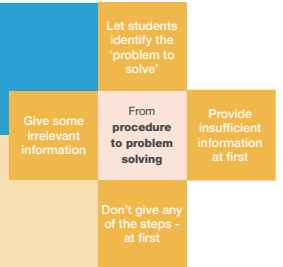 Let students
identify the
‘problem to
solve’
Give some
irrelevant
information
From
procedure
to problem
solving
Provide
insufficient
information
at first
Don’t give any
of the steps -
at first